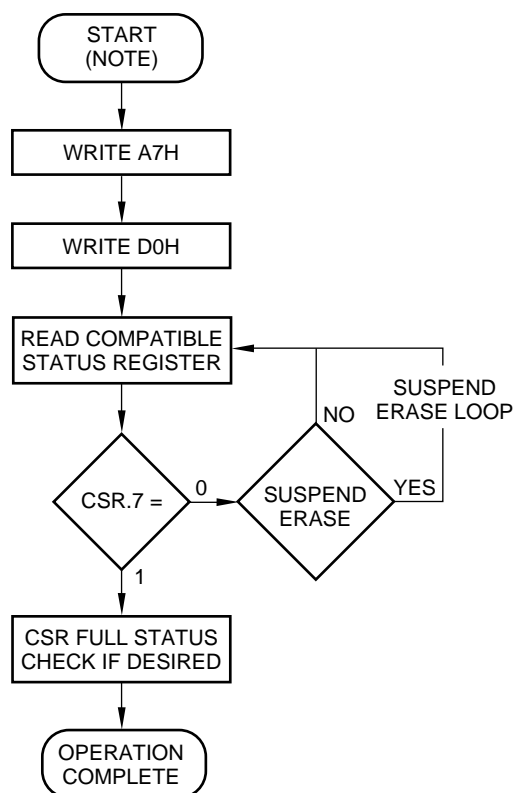 START
(NOTE)
WRITE A7H
WRITE D0H
READ COMPATIBLE
STATUS REGISTER
CSR.7 =
0
SUSPEND
ERASE
NO
YES
SUSPEND
ERASE LOOP
1
CSR FULL STATUS
CHECK IF DESIRED
OPERATION
COMPLETE